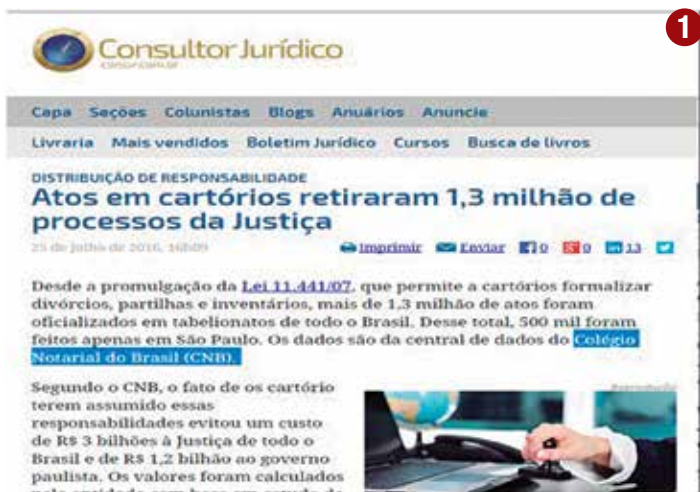 1
Consultor Jurídico
conjur.com.br
Capa Seções Colunistas Blogs Anuários Anuncie
Livraria Mais vendidos Boletim Jurídico Cursos Busca de livros
DISTRIBUIÇÃO DE RESPONSABILIDADE
Atos em cartórios retiraram 1,3 milhão de
processos da Justiça
25 de julho de 2016, 16h09 Imprimir Enviar 0 0 13
Desde a promulgação da Lei 11.441/07, que permite a cartórios formalizar
divórcios, partilhas e inventários, mais de 1,3 milhão de atos foram
oficializados em tabelionatos de todo o Brasil. Desse total, 500 mil foram
feitos apenas em São Paulo. Os dados são da central de dados do Colégio
Notarial do Brasil (CNB).
Segundo o CNB, o fato de os cartório
terem assumido essas
responsabilidades evitou um custo
de R$ 3 bilhões à Justiça de todo o
Brasil e de R$ 1,2 bilhão ao governo
paulista. Os valores foram calculados